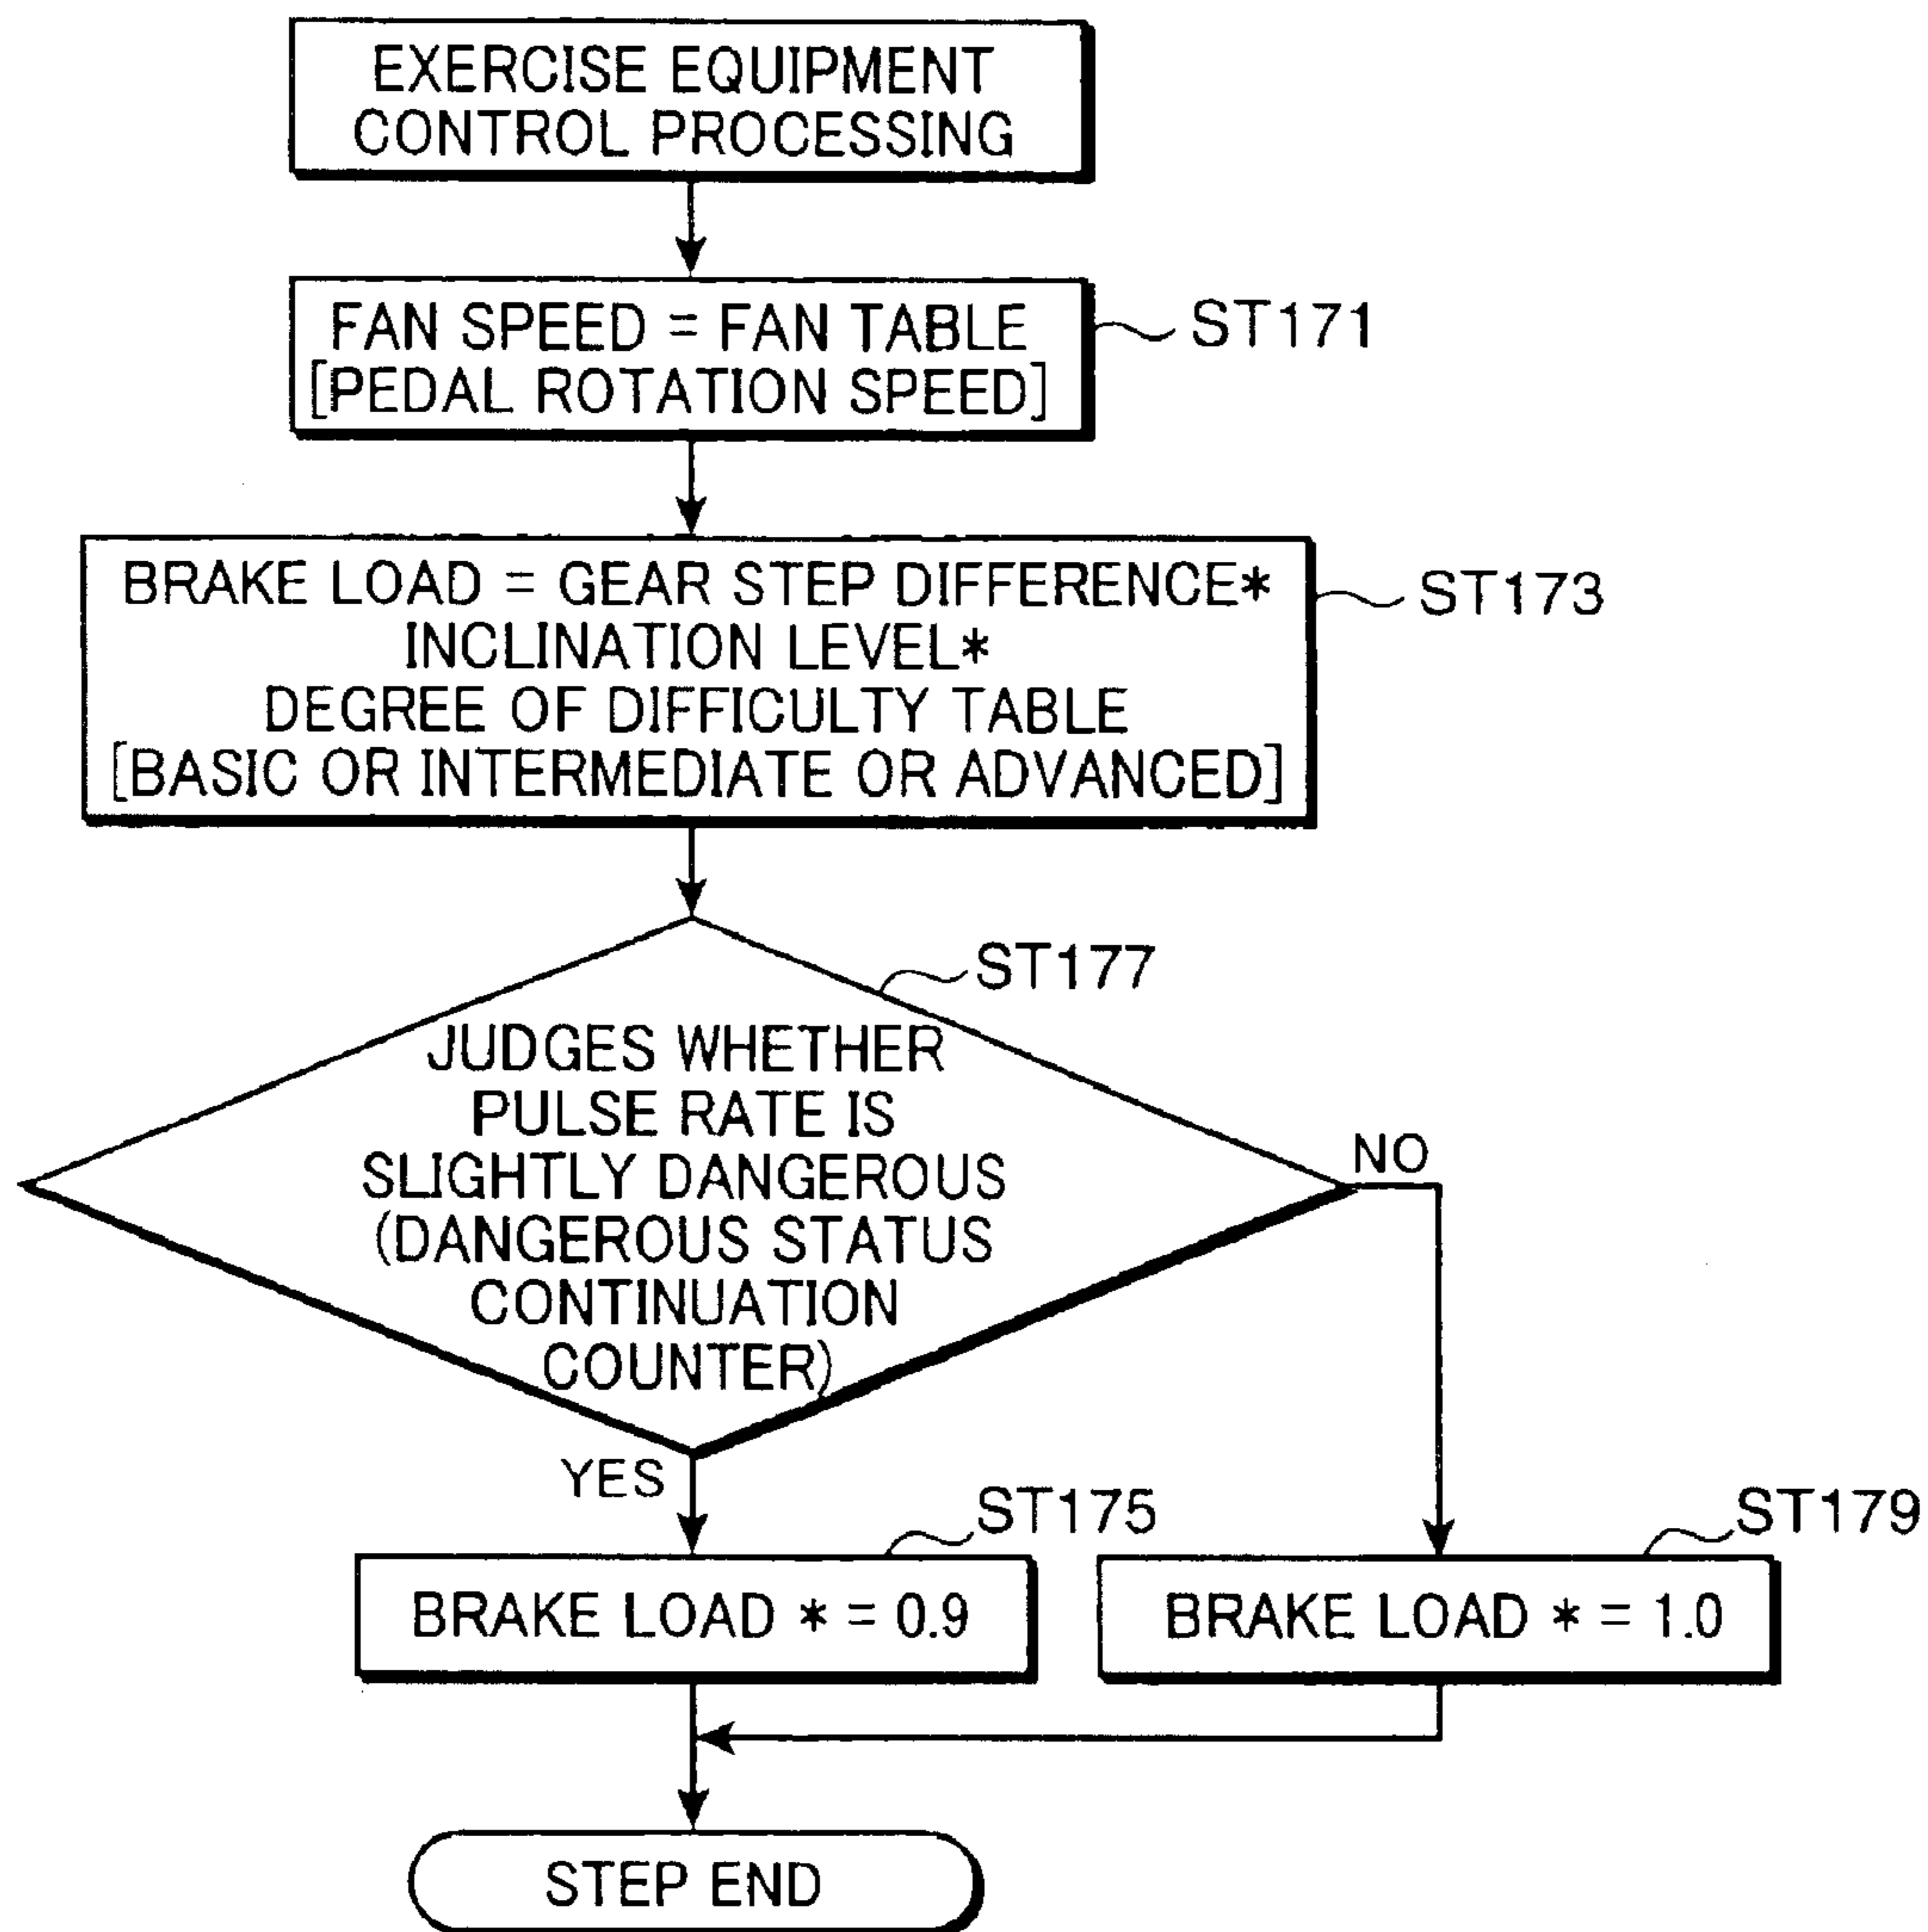 EXERCISE EQUIPMENT
CONTROL PROCESSING
FAN SPEED = FAN TABLE
[PEDAL ROTATION SPEED]
ST171
BRAKE LOAD = GEAR STEP DIFFERENCE*
INCLINATION LEVEL*
DEGREE OF DIFFICULTY TABLE
[BASIC OR INTERMEDIATE OR ADVANCED]
ST173
ST177
JUDGES WHETHER
PULSE RATE IS
SLIGHTLY DANGEROUS
(DANGEROUS STATUS
CONTINUATION
COUNTER)
NO
YES
ST175
BRAKE LOAD * = 0.9
ST179
BRAKE LOAD * = 1.0
STEP END